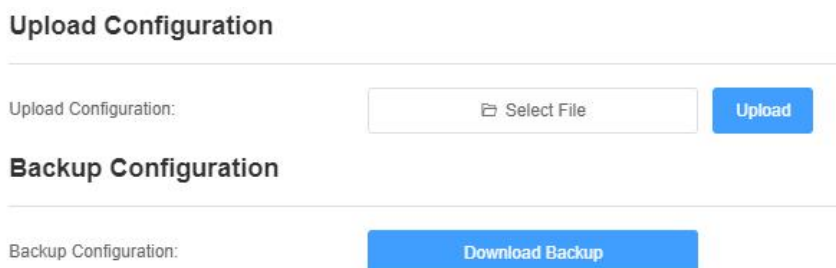 Upload Configuration
Upload Configuration: Select File Upload
Backup Configuration
Backup Configuration: Download Backup